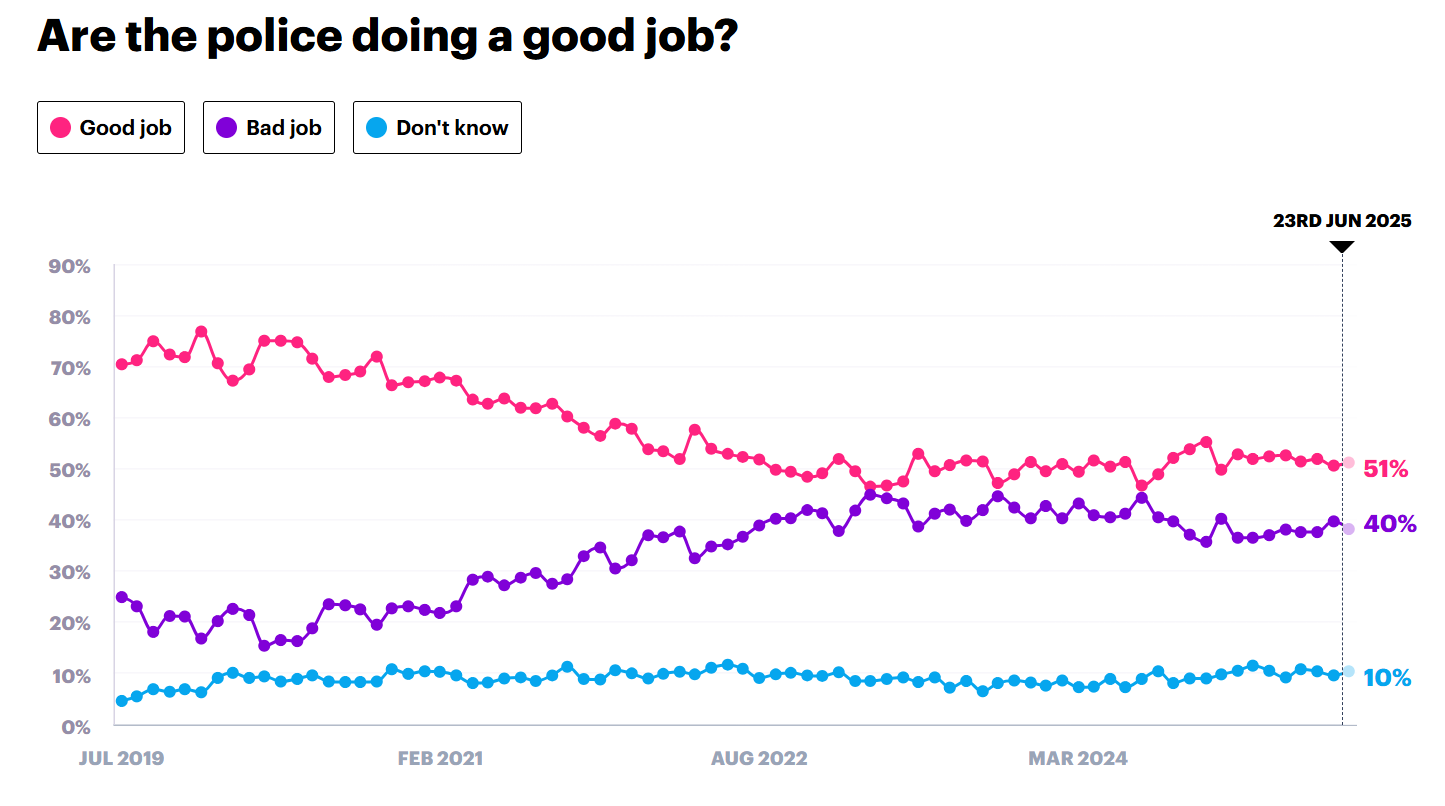 Are the police doing a good job?
Good job
Bad job
Don't know
23RD JUN 2025
90%
80%
70%
60%
50%
40%
30%
20%
10%
0%
51%
40%
10%
JUL 2019
FEB 2021
AUG 2022
MAR 2024